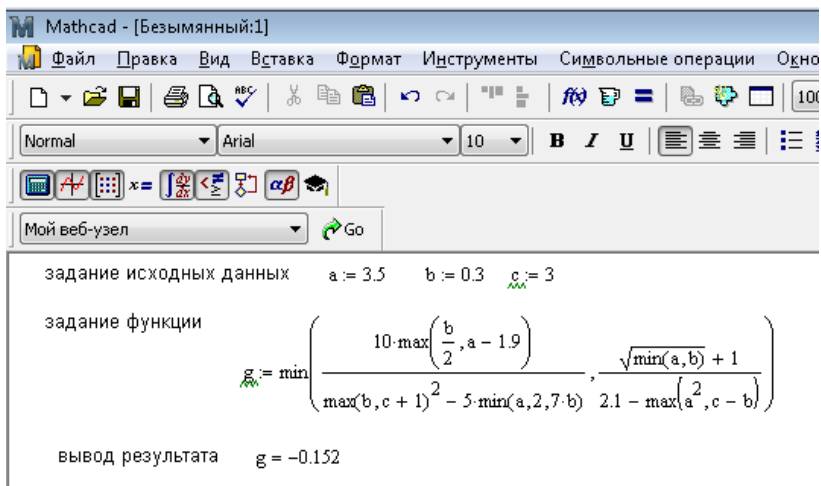 Mathcad - [Безымянный:1]
Файл Правка Вид Вставка Формат Инструменты Символьные операции Окно
100
Normal Arial 10 B I U
x=
αβ
Мой веб-узел Go
задание исходных данных a := 3.5 b := 0.3 c := 3
задание функции
g := min( 10·max(b/2, a − 1.9) / (max(b, c + 1)^2 − 5·min(a, 2, 7·b)) , (√min(a, b) + 1) / (2.1 − max(a^2, c − b)) )
вывод результата g = −0.152